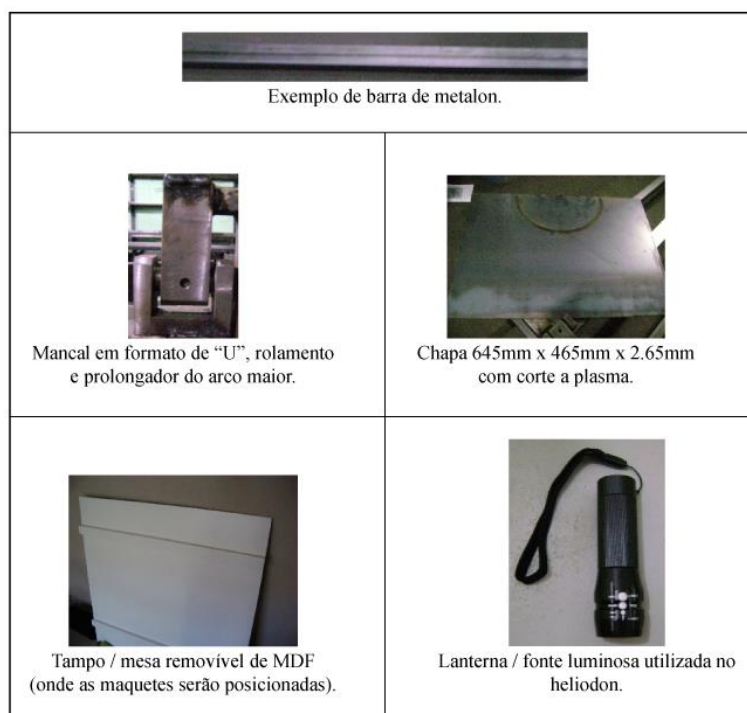 Exemplo de barra de metalon.
Mancal em formato de “U”, rolamento
e prolongador do arco maior.
Chapa 645mm x 465mm x 2.65mm
com corte a plasma.
Tampo / mesa removível de MDF
(onde as maquetes serão posicionadas).
Lanterna / fonte luminosa utilizada no
heliodon.